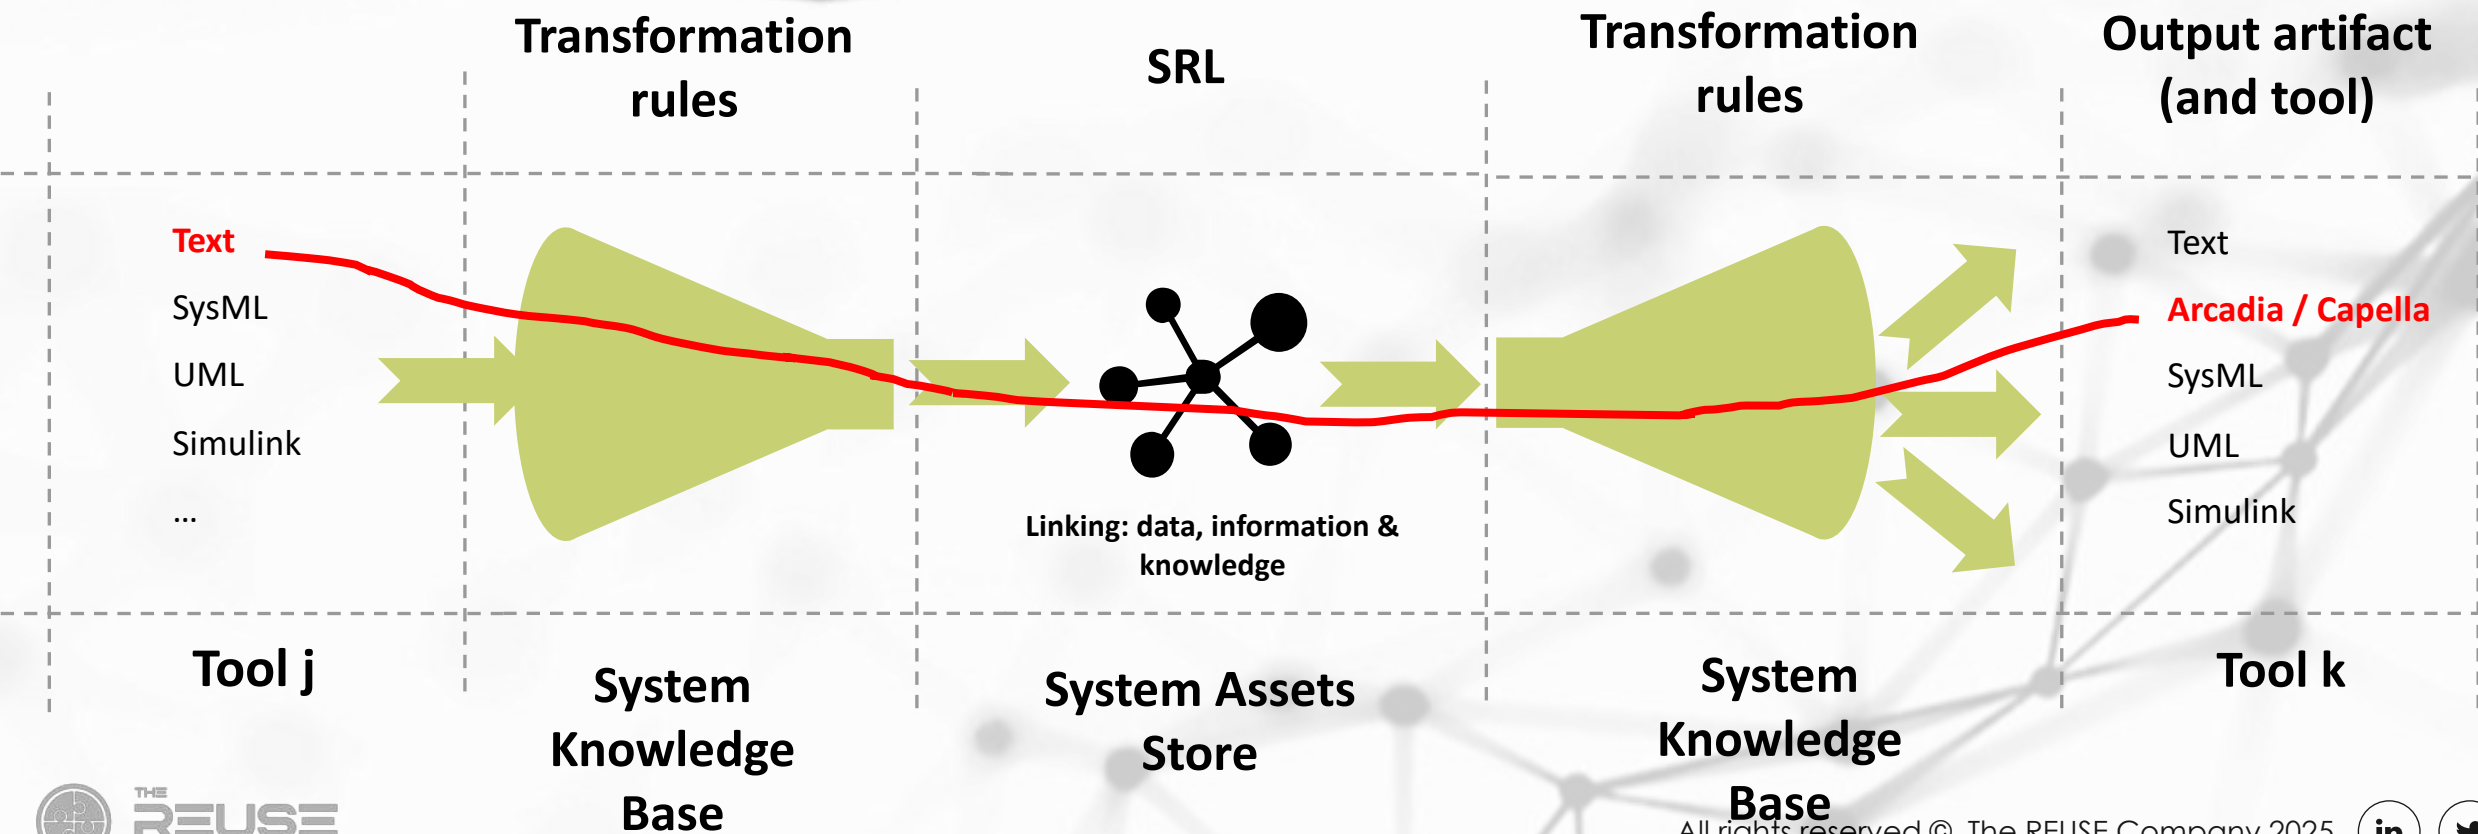 Transformation
rules
SRL
Transformation
rules
Output artifact
(and tool)
Text
SysML
UML
Simulink
...
Linking: data, information &
knowledge
Text
Arcadia / Capella
SysML
UML
Simulink
Tool j
System
Knowledge
Base
System Assets
Store
System
Knowledge
Base
Tool k
THE
REUSE
All rights reserved © The REUSE Company 2025
in